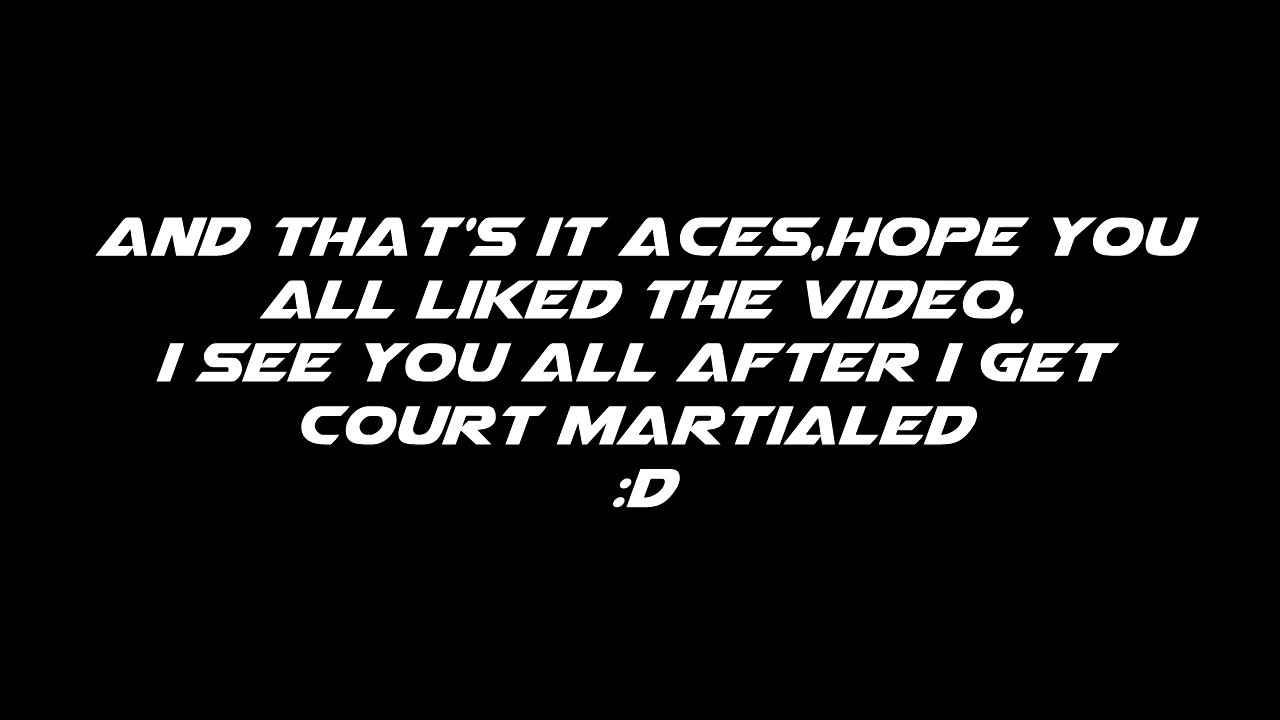 AND THAT'S IT ACES,HOPE YOU
ALL LIKED THE VIDEO,
I SEE YOU ALL AFTER I GET
COURT MARTIALED
:D